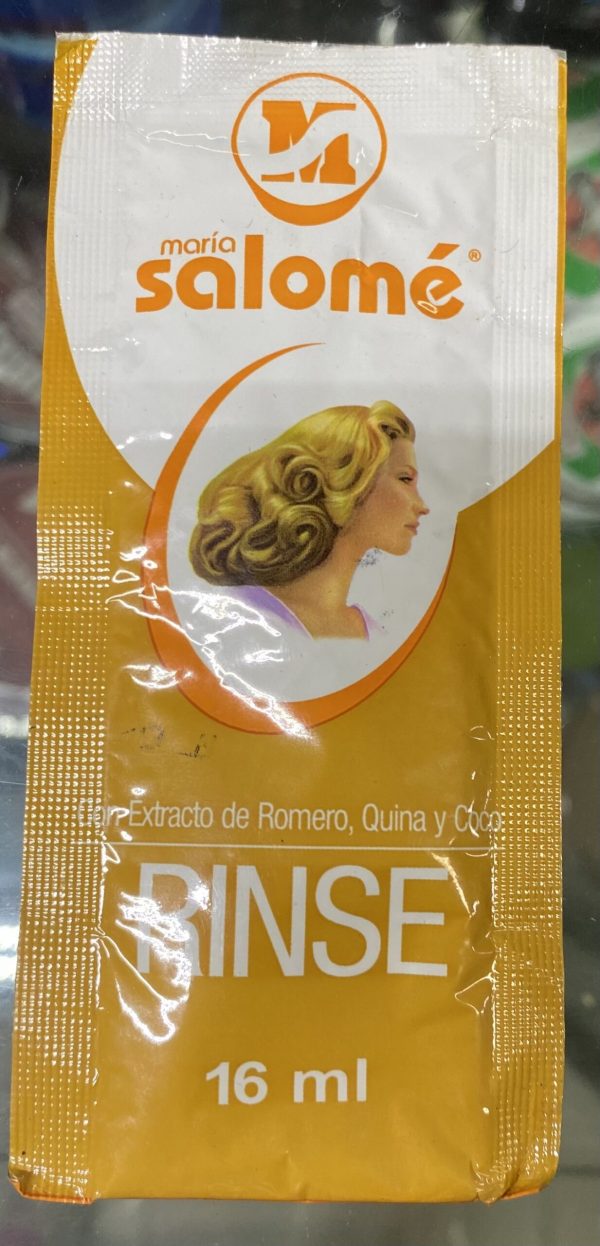 M
maría
salomé®
Con Extracto de Romero, Quina y Coco
RINSE
16 ml